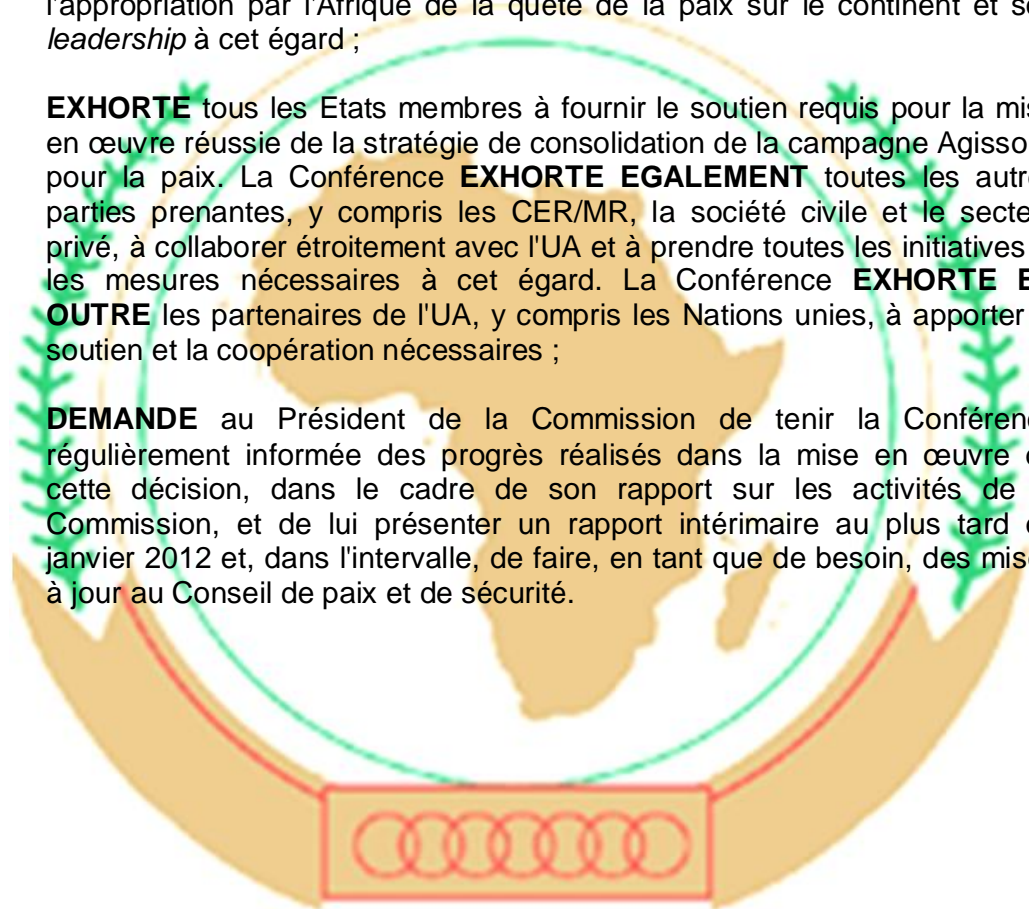 l'appropriation par l'Afrique de la quête de la paix sur le continent et so
leadership à cet égard ;
EXHORTE tous les Etats membres à fournir le soutien requis pour la mis
en œuvre réussie de la stratégie de consolidation de la campagne Agisso
pour la paix. La Conférence EXHORTE EGALEMENT toutes les autr
parties prenantes, y compris les CER/MR, la société civile et le secte
privé, à collaborer étroitement avec l'UA et à prendre toutes les initiatives
les mesures nécessaires à cet égard. La Conférence EXHORTE E
OUTRE les partenaires de l'UA, y compris les Nations unies, à apporter
soutien et la coopération nécessaires ;
DEMANDE au Président de la Commission de tenir la Conféren
régulièrement informée des progrès réalisés dans la mise en œuvre
cette décision, dans le cadre de son rapport sur les activités de
Commission, et de lui présenter un rapport intérimaire au plus tard
janvier 2012 et, dans l'intervalle, de faire, en tant que de besoin, des mise
à jour au Conseil de paix et de sécurité.